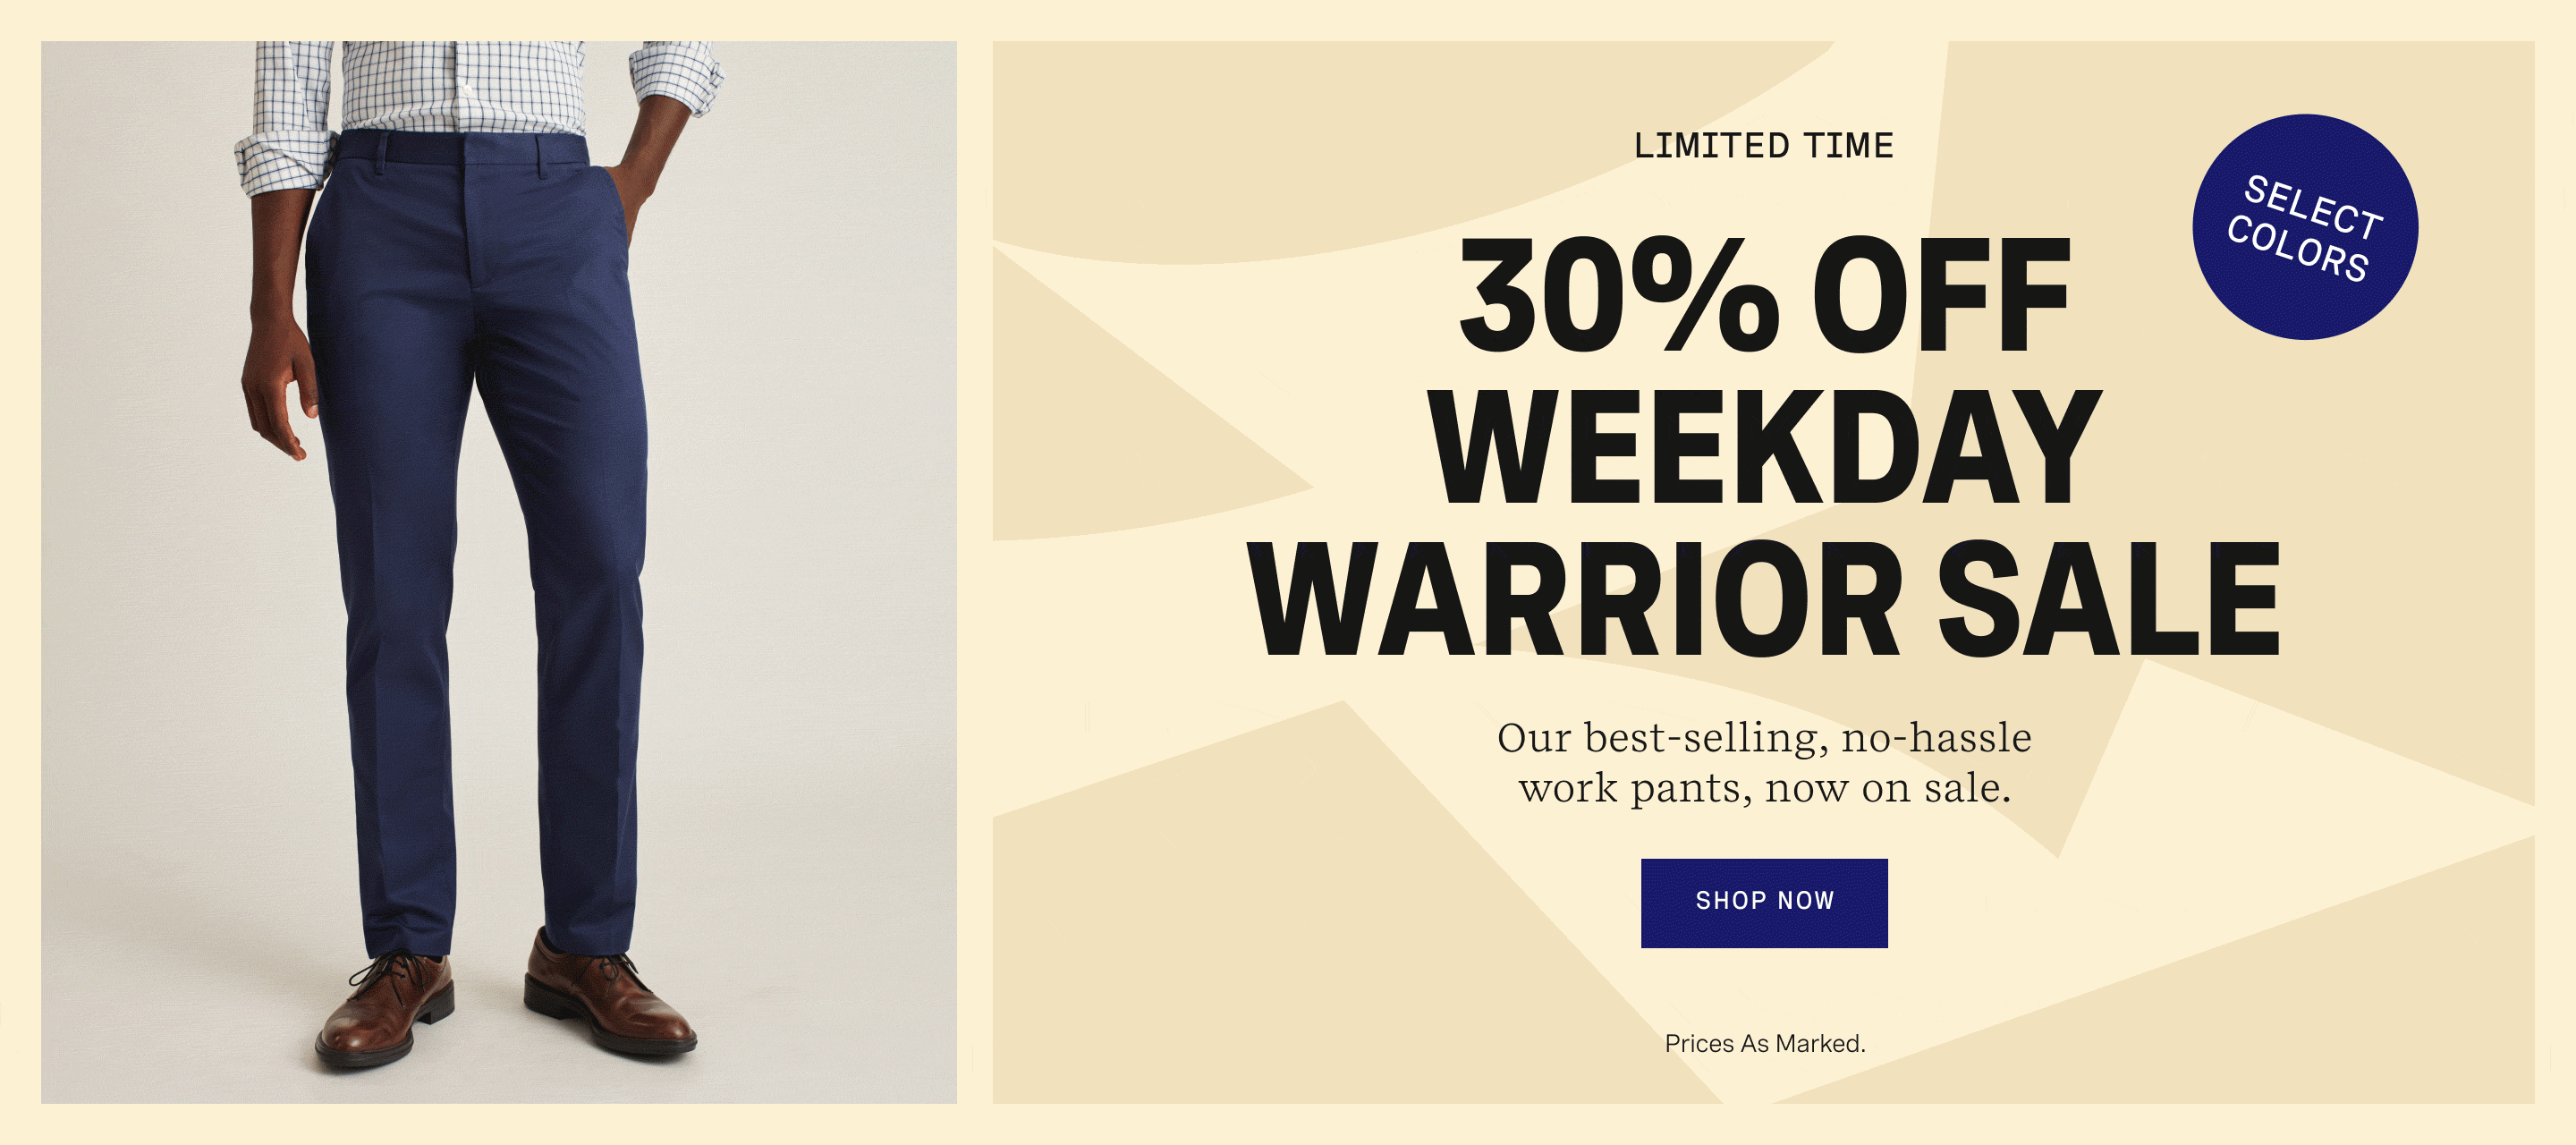 LIMITED TIME
SELECT
COLORS
30% OFF
WEEKDAY
WARRIOR SALE
Our best-selling, no-hassle
work pants, now on sale.
SHOP NOW
Prices As Marked.